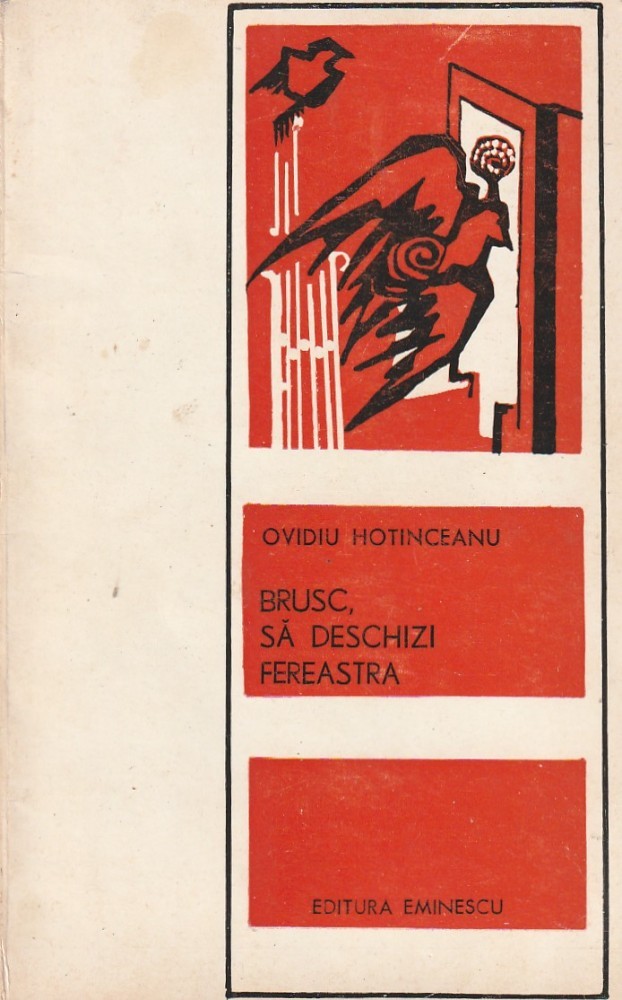 OVIDIU HOTINCEANU
BRUSC,
SĂ DESCHIZI
FEREASTRA
EDITURA EMINESCU